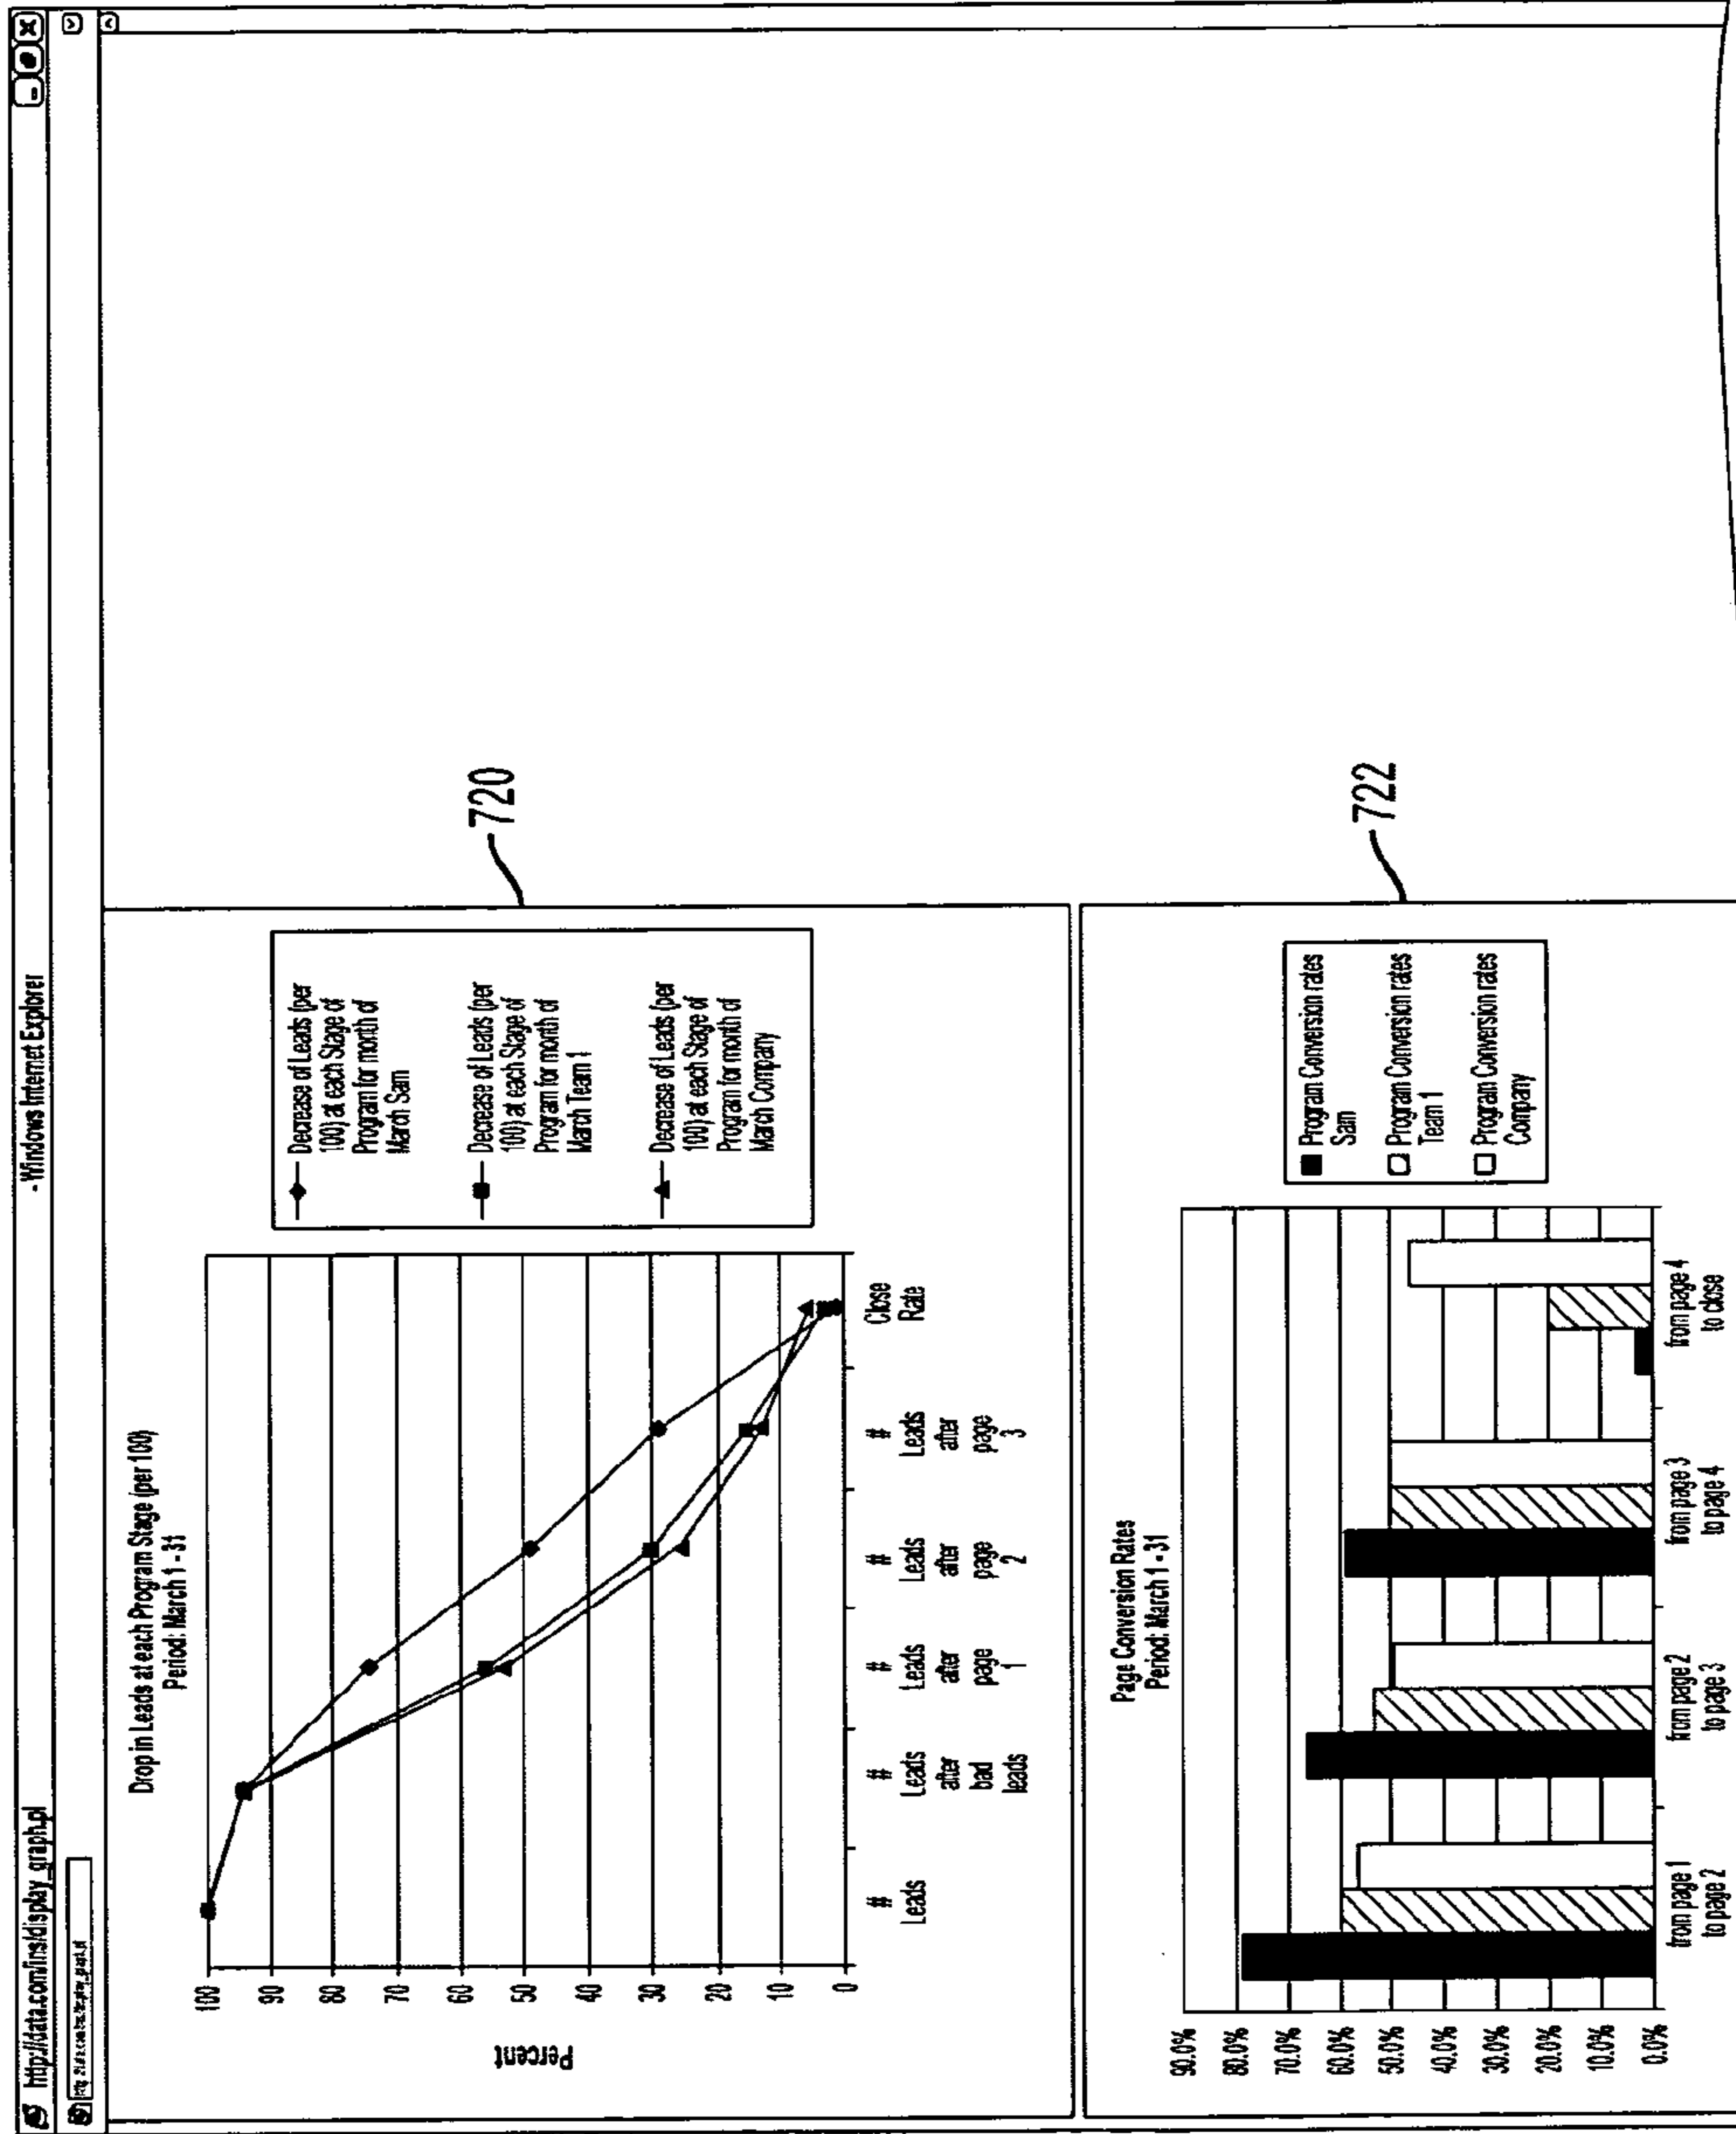 http://data.com/ins/display_graph.pl
- Windows Internet Explorer
Drop in Leads at each Program Stage (per 100)
Period: March 1 - 31
Percent
100
90
80
70
60
50
40
30
20
10
0
# Leads
# Leads after bad leads
# Leads after page 1
# Leads after page 2
# Leads after page 3
Close Rate
Decrease of Leads (per
100) at each Stage of
Program for month of
March Sam
Decrease of Leads (per
100) at each Stage of
Program for month of
March Team 1
Decrease of Leads (per
100) at each Stage of
Program for month of
March Company
720
Page Conversion Rates
Period: March 1 - 31
90.0%
80.0%
70.0%
60.0%
50.0%
40.0%
30.0%
20.0%
10.0%
0.0%
from page 1
to page 2
from page 2
to page 3
from page 3
to page 4
from page 4
to close
Program Conversion rates
Sam
Program Conversion rates
Team 1
Program Conversion rates
Company
722